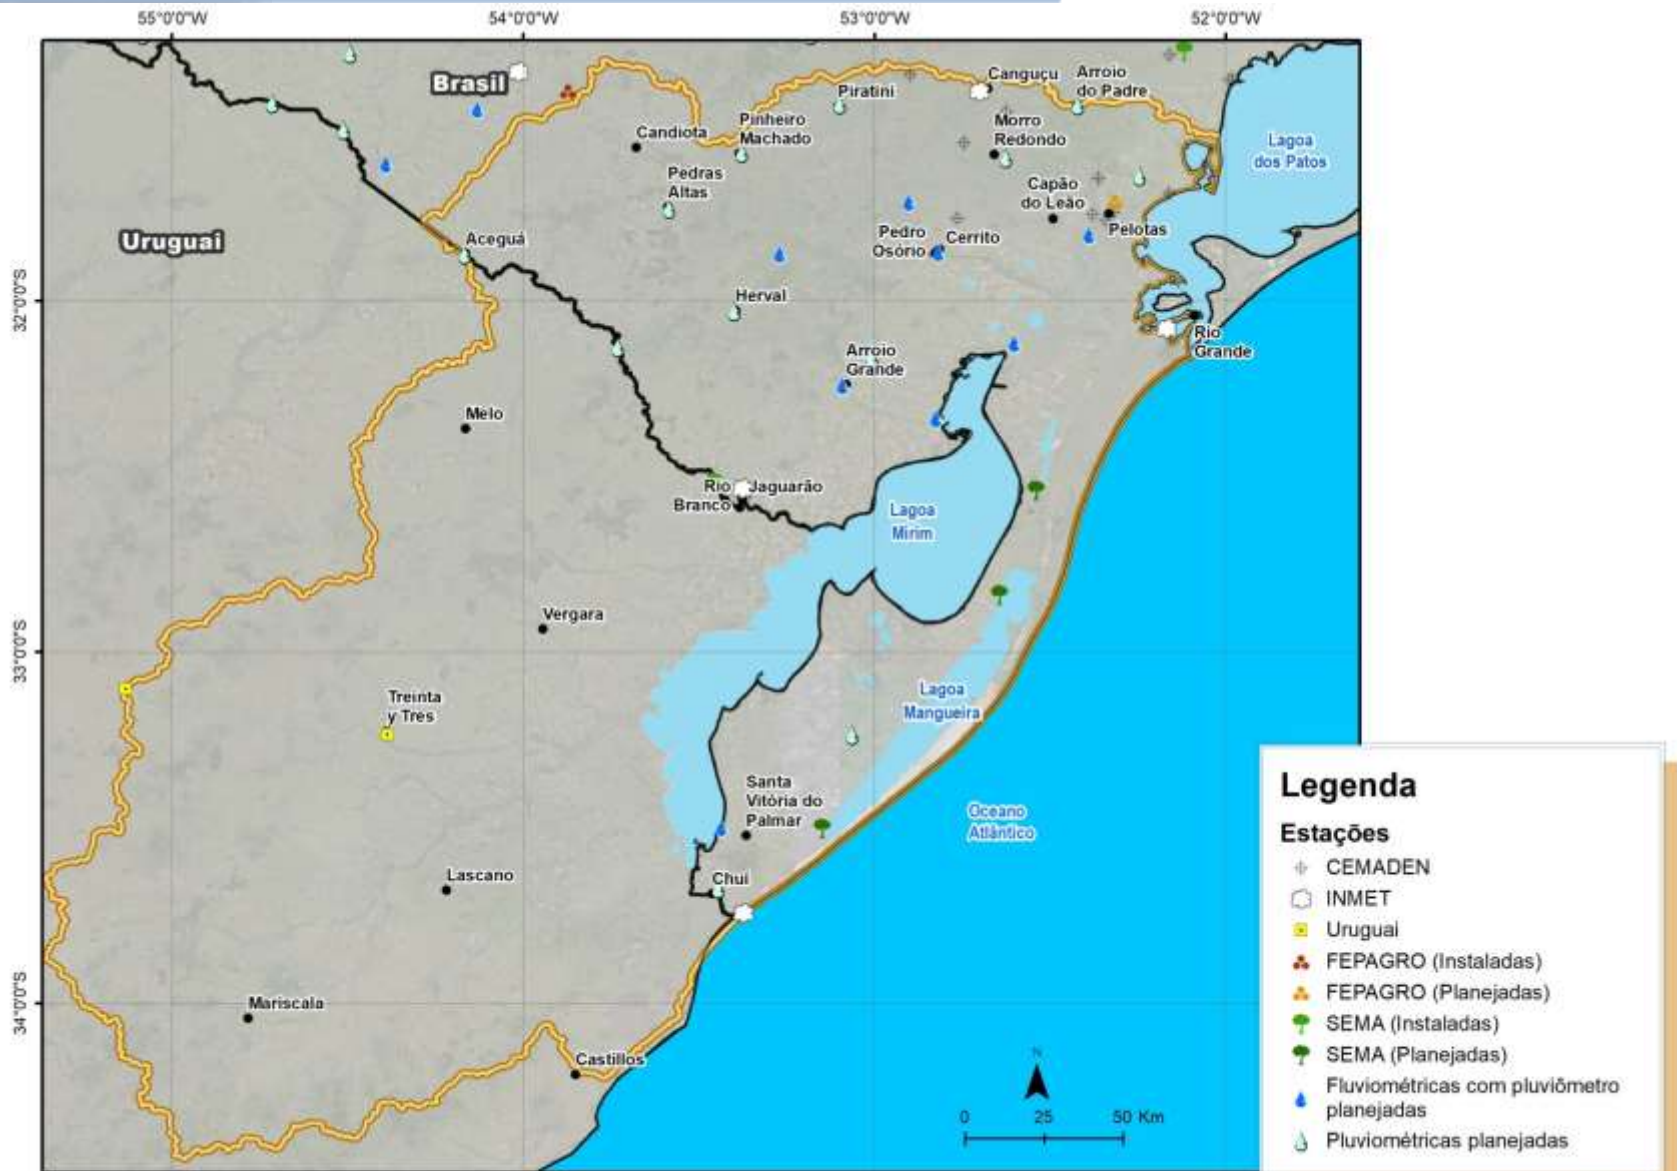 55°0'0"W
54°0'0"W
53°0'0"W
52°0'0"W
Brasil
Canguçu
Arroio
do Padre
Piratini
Candiota
Pinheiro
Machado
Morro
Redondo
Lagoa
dos Patos
Pedras
Altas
Capão
do Leão
Uruguai
Aceguá
Pedro
Osório
Cerrito
Pelotas
32°0'0"S
Herval
Rio
Grande
Arroio
Grande
Melo
Rio
Branco
Jaguarão
Lagoa
Mirim
Vergara
33°0'0"S
Treinta
y Tres
Lagoa
Mangueira
Santa
Vitória do
Palmar
Oceano
Atlântico
Lascano
Chuí
34°0'0"S
Mariscala
Castillos
N
0 25 50 Km
Legenda
Estações
CEMADEN
INMET
Uruguai
FEPAGRO (Instaladas)
FEPAGRO (Planejadas)
SEMA (Instaladas)
SEMA (Planejadas)
Fluviométricas com pluviômetro
planejadas
Pluviométricas planejadas